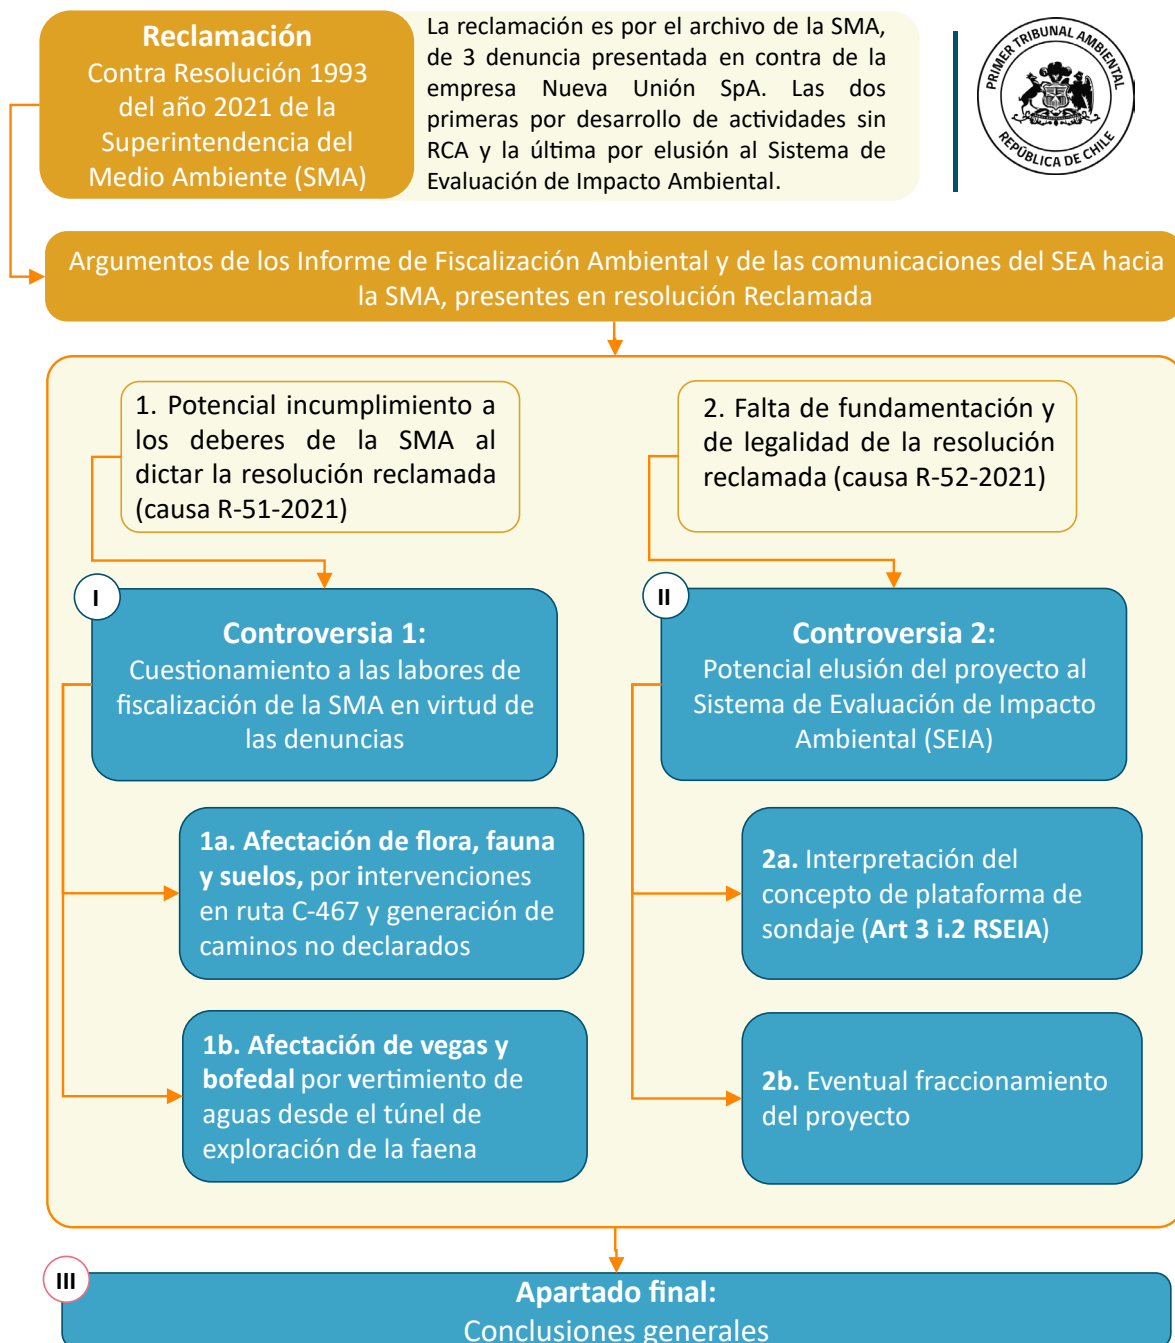 Reclamación
Contra Resolución 1993
del año 2021 de la
Superintendencia del
Medio Ambiente (SMA)
La reclamación es por el archivo de la SMA,
de 3 denuncia presentada en contra de la
empresa Nueva Unión SpA. Las dos
primeras por desarrollo de actividades sin
RCA y la última por elusión al Sistema de
Evaluación de Impacto Ambiental.
PRIMER TRIBUNAL AMBIENTAL
REPÚBLICA DE CHILE
Argumentos de los Informe de Fiscalización Ambiental y de las comunicaciones del SEA hacia
la SMA, presentes en resolución Reclamada
1. Potencial incumplimiento a
los deberes de la SMA al
dictar la resolución reclamada
(causa R-51-2021)
2. Falta de fundamentación y
de legalidad de la resolución
reclamada (causa R-52-2021)
I
Controversia 1:
Cuestionamiento a las labores de
fiscalización de la SMA en virtud de
las denuncias
II
Controversia 2:
Potencial elusión del proyecto al
Sistema de Evaluación de Impacto
Ambiental (SEIA)
1a. Afectación de flora, fauna
y suelos, por intervenciones
en ruta C-467 y generación de
caminos no declarados
2a. Interpretación del
concepto de plataforma de
sondaje (Art 3 i.2 RSEIA)
1b. Afectación de vegas y
bofedal por vertimiento de
aguas desde el túnel de
exploración de la faena
2b. Eventual fraccionamiento
del proyecto
III
Apartado final:
Conclusiones generales